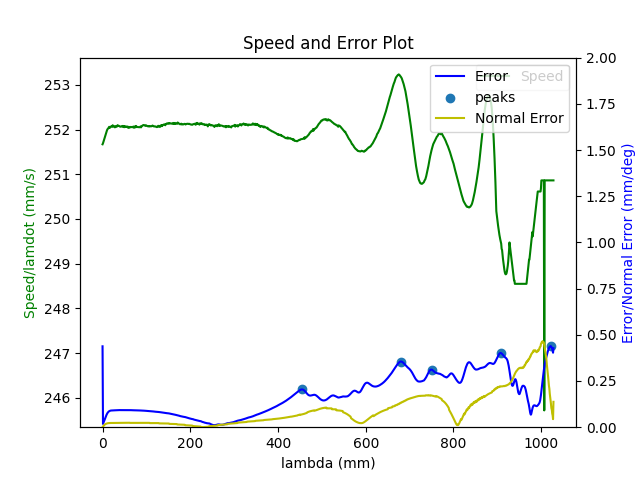 Speed and Error Plot
Speed/lamdot (mm/s)
253
252
251
250
249
248
247
246
Error
Speed
peaks
Normal Error
2.00
1.75
1.50
1.25
1.00
0.75
0.50
0.25
0.00
Error/Normal Error (mm/deg)
0
200
400
600
800
1000
lambda (mm)